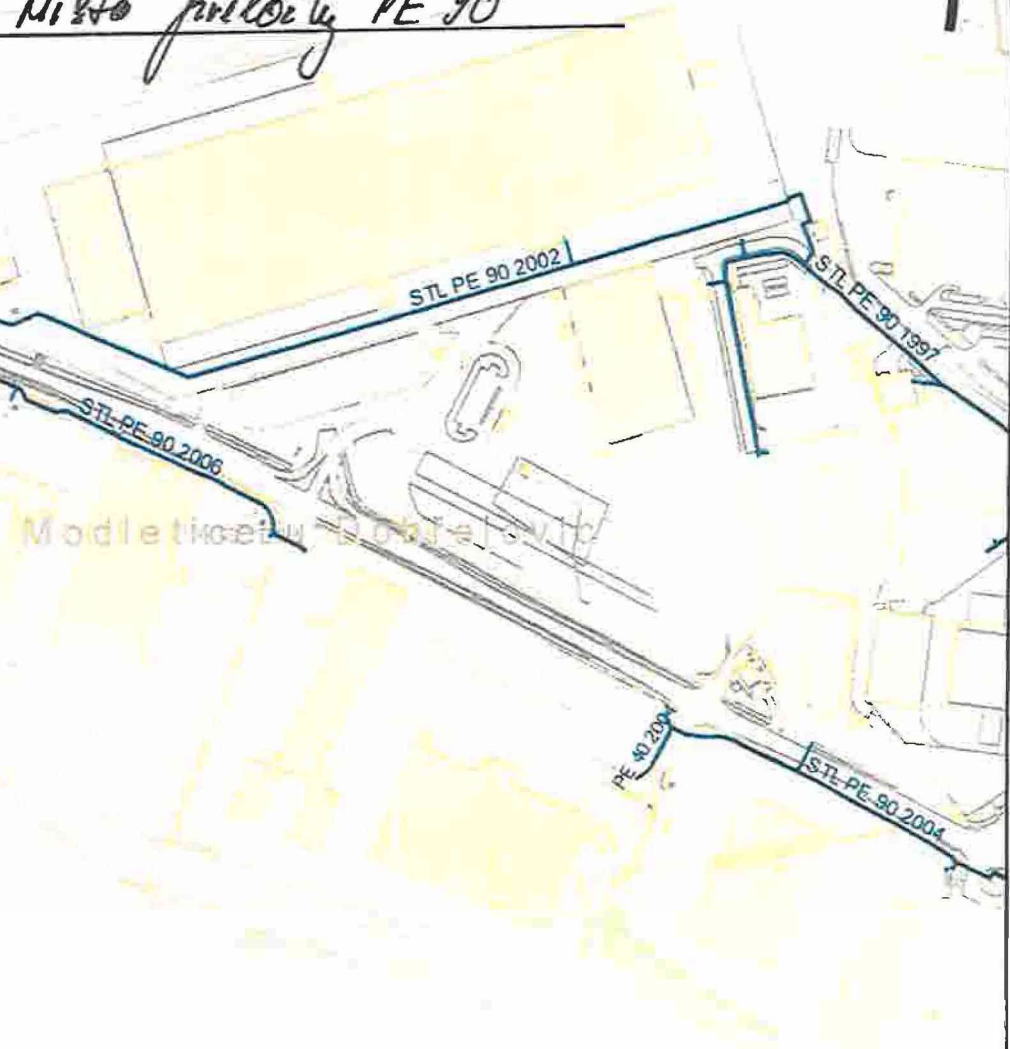 Místo přeložky PE 90
STL PE 90 2002
STL PE 90 1997
STL PE 90 2006
Modletice u Dobřejovic
PE 40 2004
STL PE 90 2004